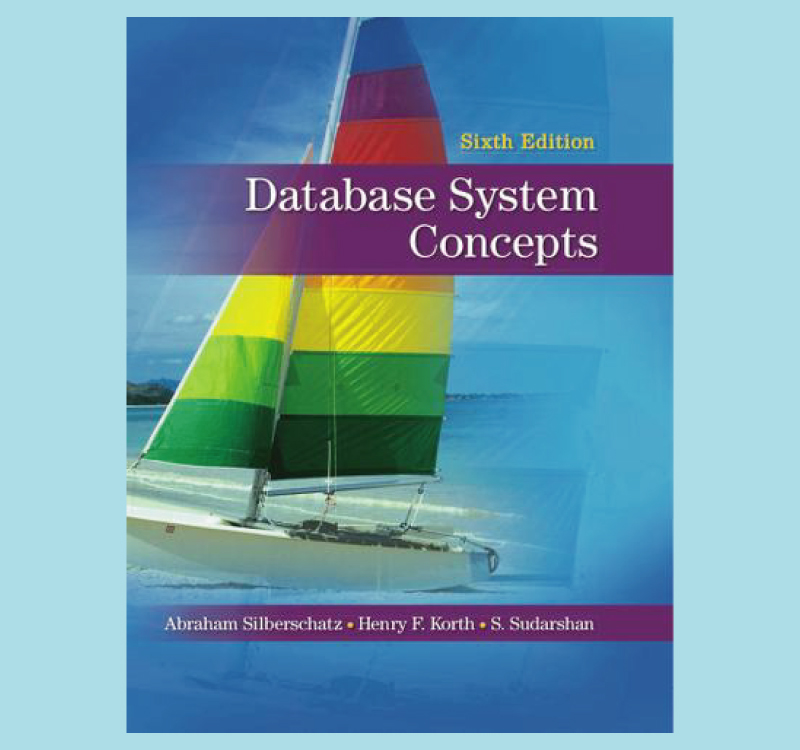 Sixth Edition
Database System
Concepts
Abraham Silberschatz • Henry F. Korth • S. Sudarshan